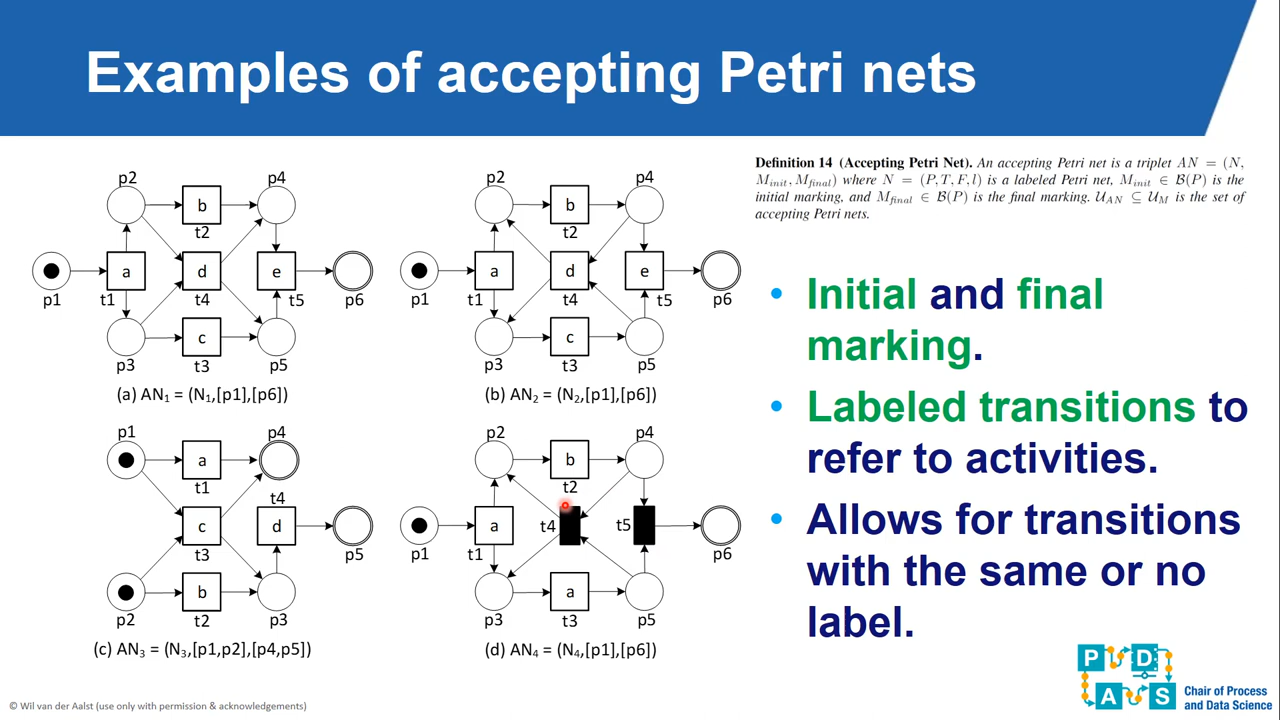 Examples of accepting Petri nets
Definition 14 (Accepting Petri Net). An accepting Petri net is a triplet AN = (N,
M_init, M_final) where N = (P, T, F, l) is a labeled Petri net, M_init ∈ B(P) is the
initial marking, and M_final ∈ B(P) is the final marking. U_AN ⊆ U_M is the set of
accepting Petri nets.
p2 p4
b
t2
a d e
p1 t1 t4 t5 p6
c
p3 t3 p5
(a) AN₁ = (N₁,[p1],[p6])
p2 p4
b
t2
a d e
p1 t1 t4 t5 p6
c
p3 t3 p5
(b) AN₂ = (N₂,[p1],[p6])
p1 p4
a
t1 t4
c d
t3 p5
b
p2 t2 p3
(c) AN₃ = (N₃,[p1,p2],[p4,p5])
p2 p4
b
t2
a t4 t5
p1 t1 p6
a
p3 t3 p5
(d) AN₄ = (N₄,[p1],[p6])
• Initial and final
marking.
• Labeled transitions to
refer to activities.
• Allows for transitions
with the same or no
label.
P D
A S
Chair of Process
and Data Science
© Wil van der Aalst (use only with permission & acknowledgements)